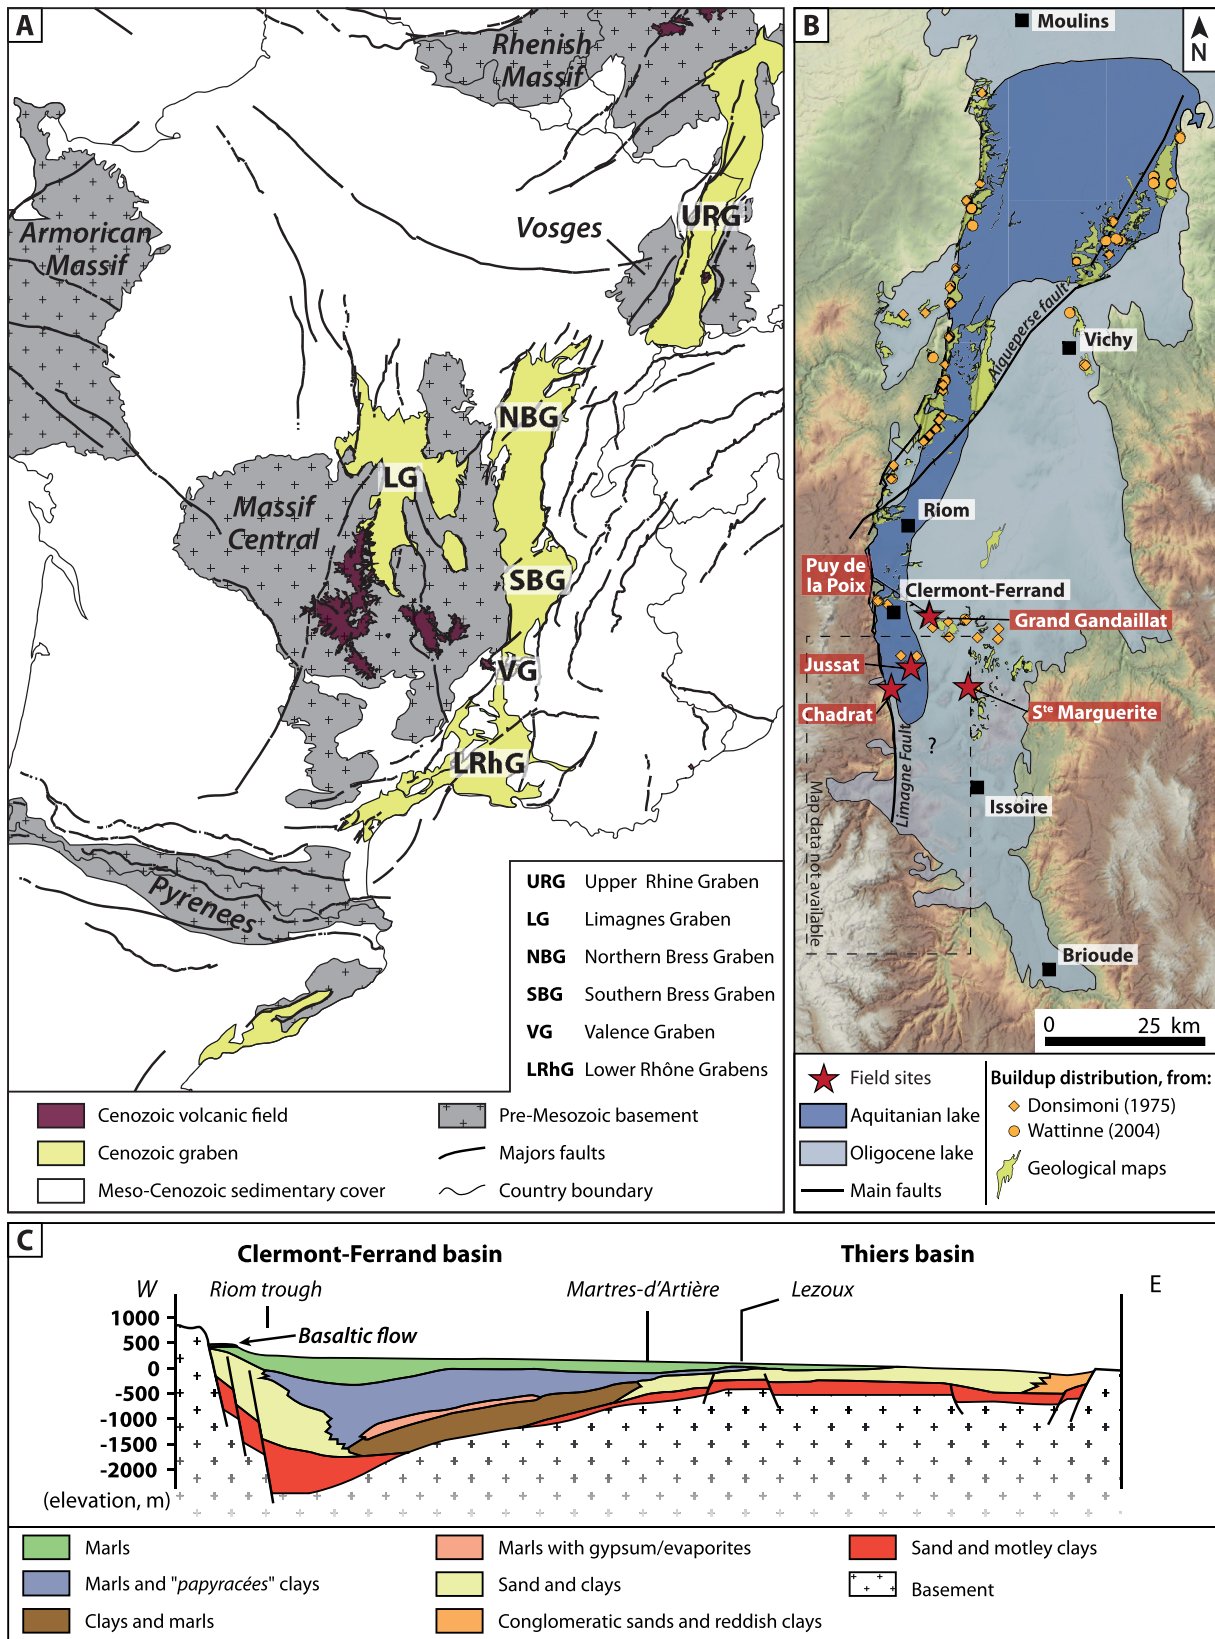 A
Rhenish
Massif
Armorican
Massif
Vosges
URG
NBG
LG
Massif
Central
SBG
VG
LRhG
Pyrenees
URG Upper Rhine Graben
LG Limagnes Graben
NBG Northern Bress Graben
SBG Southern Bress Graben
VG Valence Graben
LRhG Lower Rhône Grabens
Cenozoic volcanic field
Cenozoic graben
Meso-Cenozoic sedimentary cover
Pre-Mesozoic basement
Majors faults
Country boundary
B
Moulins
N
Aigueperse fault
Vichy
Riom
Puy de
la Poix
Clermont-Ferrand
Grand Gandaillat
Jussat
Chadrat
Ste Marguerite
Limagne Fault
?
Issoire
Map data not available
Brioude
0 25 km
Field sites
Aquitanian lake
Oligocene lake
Main faults
Buildup distribution, from:
Donsimoni (1975)
Wattinne (2004)
Geological maps
C
Clermont-Ferrand basin
Thiers basin
W
Riom trough
Martres-d'Artière
Lezoux
E
Basaltic flow
1000
500
0
-500
-1000
-1500
-2000
(elevation, m)
Marls
Marls and "papyracées" clays
Clays and marls
Marls with gypsum/evaporites
Sand and clays
Conglomeratic sands and reddish clays
Sand and motley clays
Basement